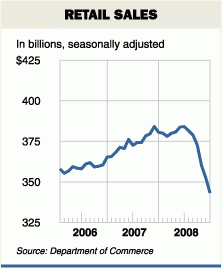 RETAIL SALES
In billions, seasonally adjusted
$425
400
375
350
325
2006 2007 2008
Source: Department of Commerce